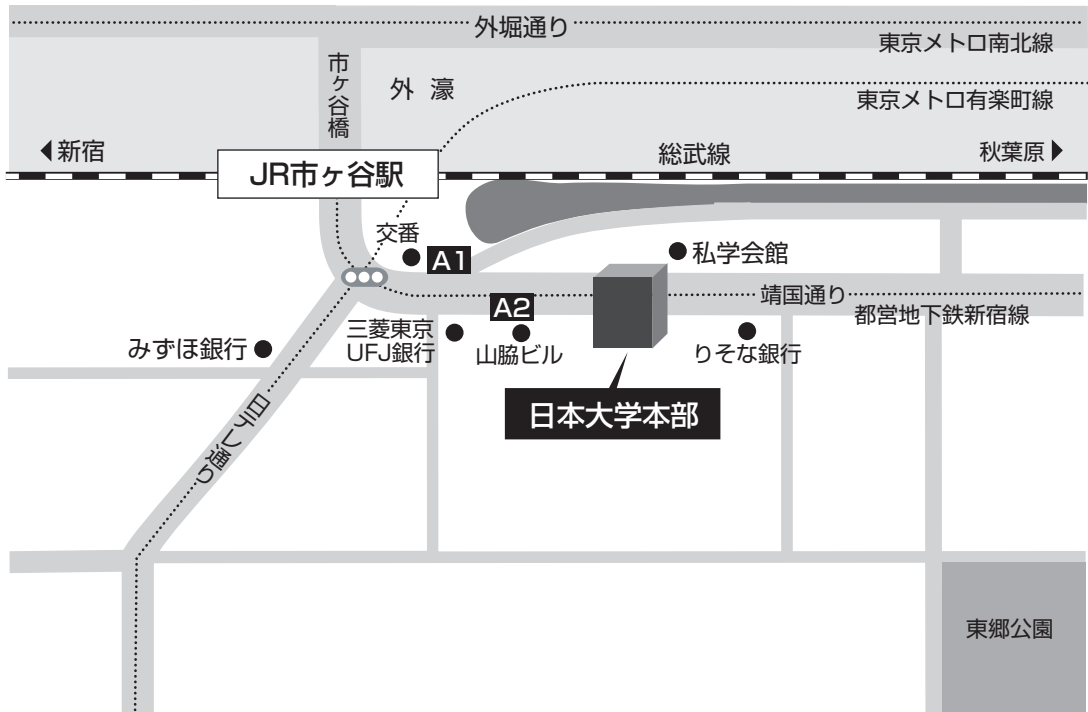 外堀通り
東京メトロ南北線
市ヶ谷橋
外 濠
東京メトロ有楽町線
新宿
総武線
秋葉原
JR市ヶ谷駅
交番
A1
私学会館
A2
靖国通り
都営地下鉄新宿線
三菱東京
UFJ銀行
みずほ銀行
山脇ビル
りそな銀行
日本大学本部
日テレ通り
東郷公園